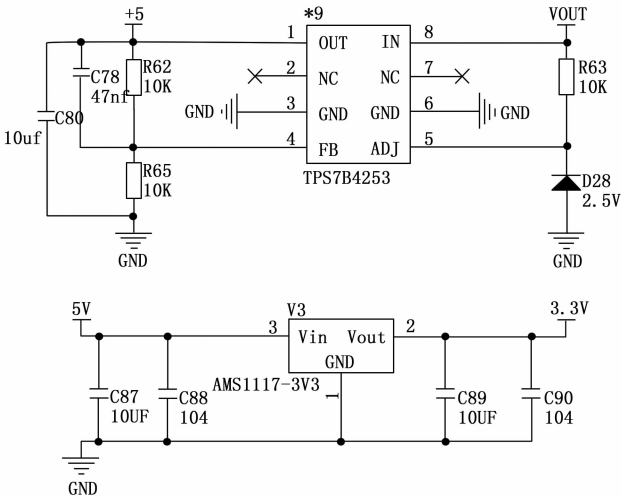 +5
*9
VOUT
1
OUT
IN
8
C78
47nf
R62
10K
2
NC
NC
7
R63
10K
C80
10uf
GND
3
GND
GND
6
GND
4
FB
ADJ
5
R65
10K
TPS7B4253
D28
2.5V
GND
GND
5V
V3
3.3V
3
Vin
Vout
2
GND
AMS1117-3V3
1
C87
10UF
C88
104
C89
10UF
C90
104
GND